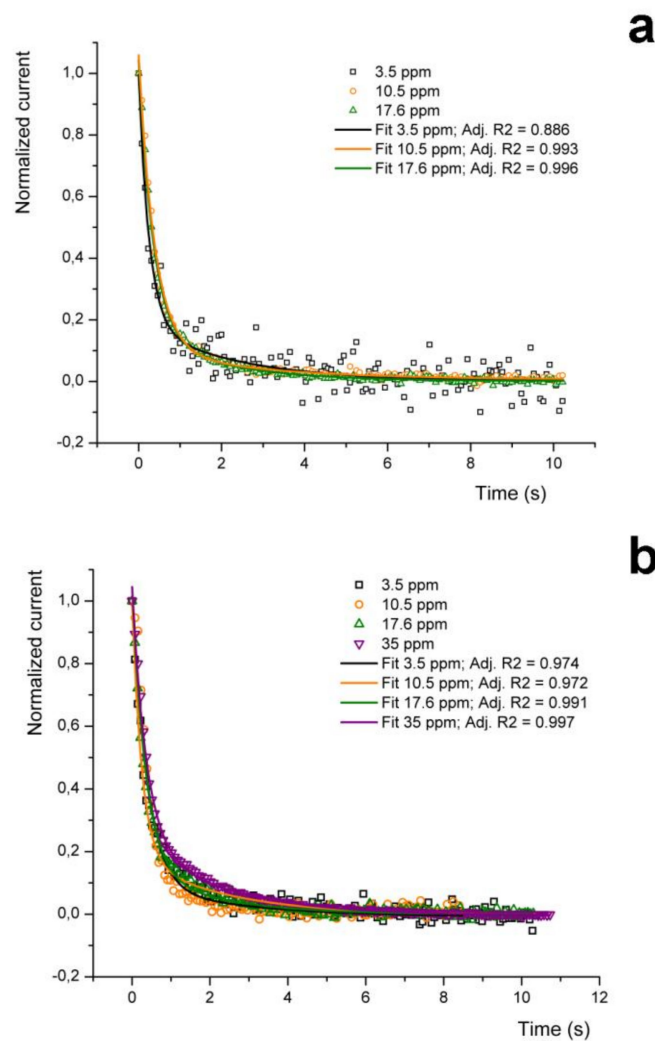 a
Normalized current
1,0
0,8
0,6
0,4
0,2
0,0
-0,2
3.5 ppm
10.5 ppm
17.6 ppm
Fit 3.5 ppm; Adj. R2 = 0.886
Fit 10.5 ppm; Adj. R2 = 0.993
Fit 17.6 ppm; Adj. R2 = 0.996
0 2 4 6 8 10
Time (s)
b
Normalized current
1,0
0,8
0,6
0,4
0,2
0,0
-0,2
3.5 ppm
10.5 ppm
17.6 ppm
35 ppm
Fit 3.5 ppm; Adj. R2 = 0.974
Fit 10.5 ppm; Adj. R2 = 0.972
Fit 17.6 ppm; Adj. R2 = 0.991
Fit 35 ppm; Adj. R2 = 0.997
0 2 4 6 8 10 12
Time (s)